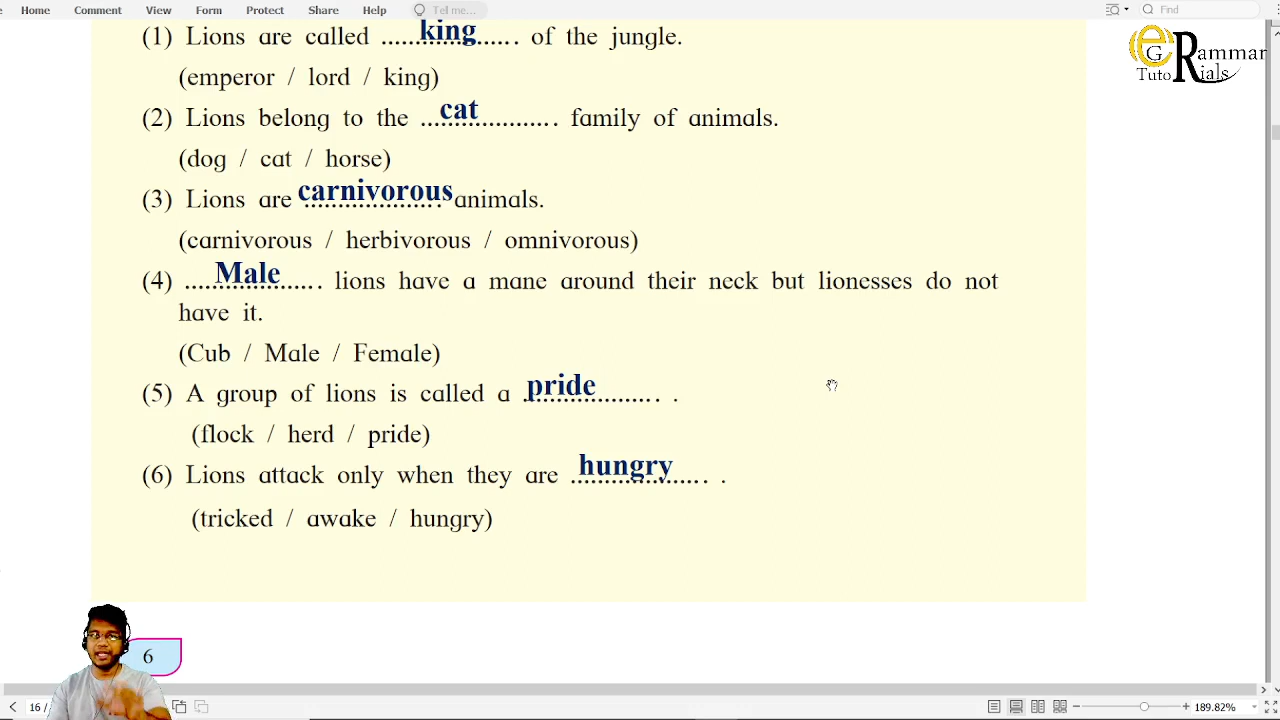 Home Comment View Form Protect Share Help Tell me... Find
eGRammar
TutoRials
(1) Lions are called .....king..... of the jungle.
(emperor / lord / king)
(2) Lions belong to the .....cat..... family of animals.
(dog / cat / horse)
(3) Lions are .....carnivorous..... animals.
(carnivorous / herbivorous / omnivorous)
(4) .....Male..... lions have a mane around their neck but lionesses do not
have it.
(Cub / Male / Female)
(5) A group of lions is called a .....pride..... .
(flock / herd / pride)
(6) Lions attack only when they are .....hungry..... .
(tricked / awake / hungry)
6
16 / 189.82%